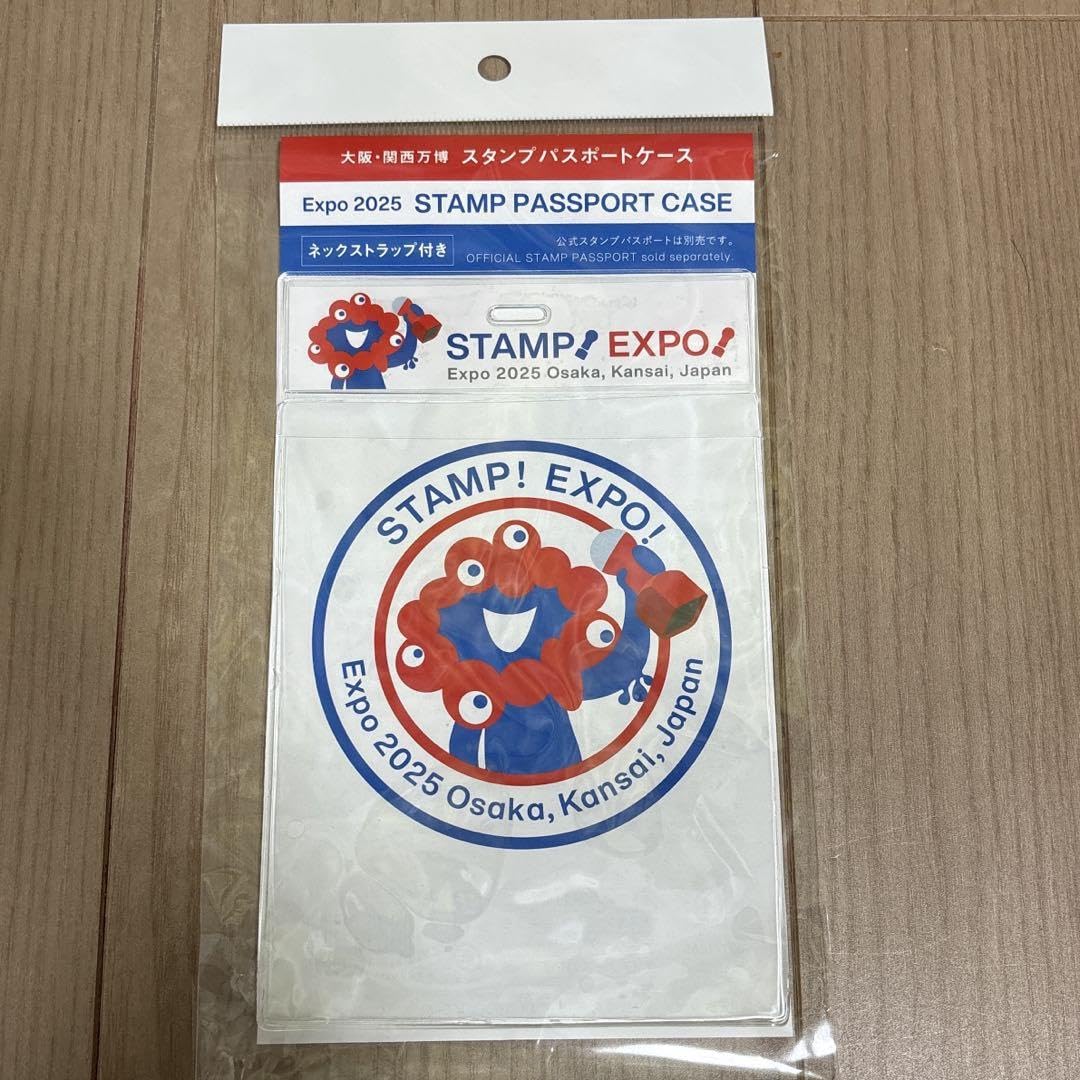 大阪・関西万博 スタンプパスポートケース
Expo 2025 STAMP PASSPORT CASE
ネックストラップ付き
公式スタンプパスポートは別売です。
OFFICIAL STAMP PASSPORT sold separately.
STAMP! EXPO!
Expo 2025 Osaka, Kansai, Japan
STAMP! EXPO!
Expo 2025 Osaka, Kansai, Japan